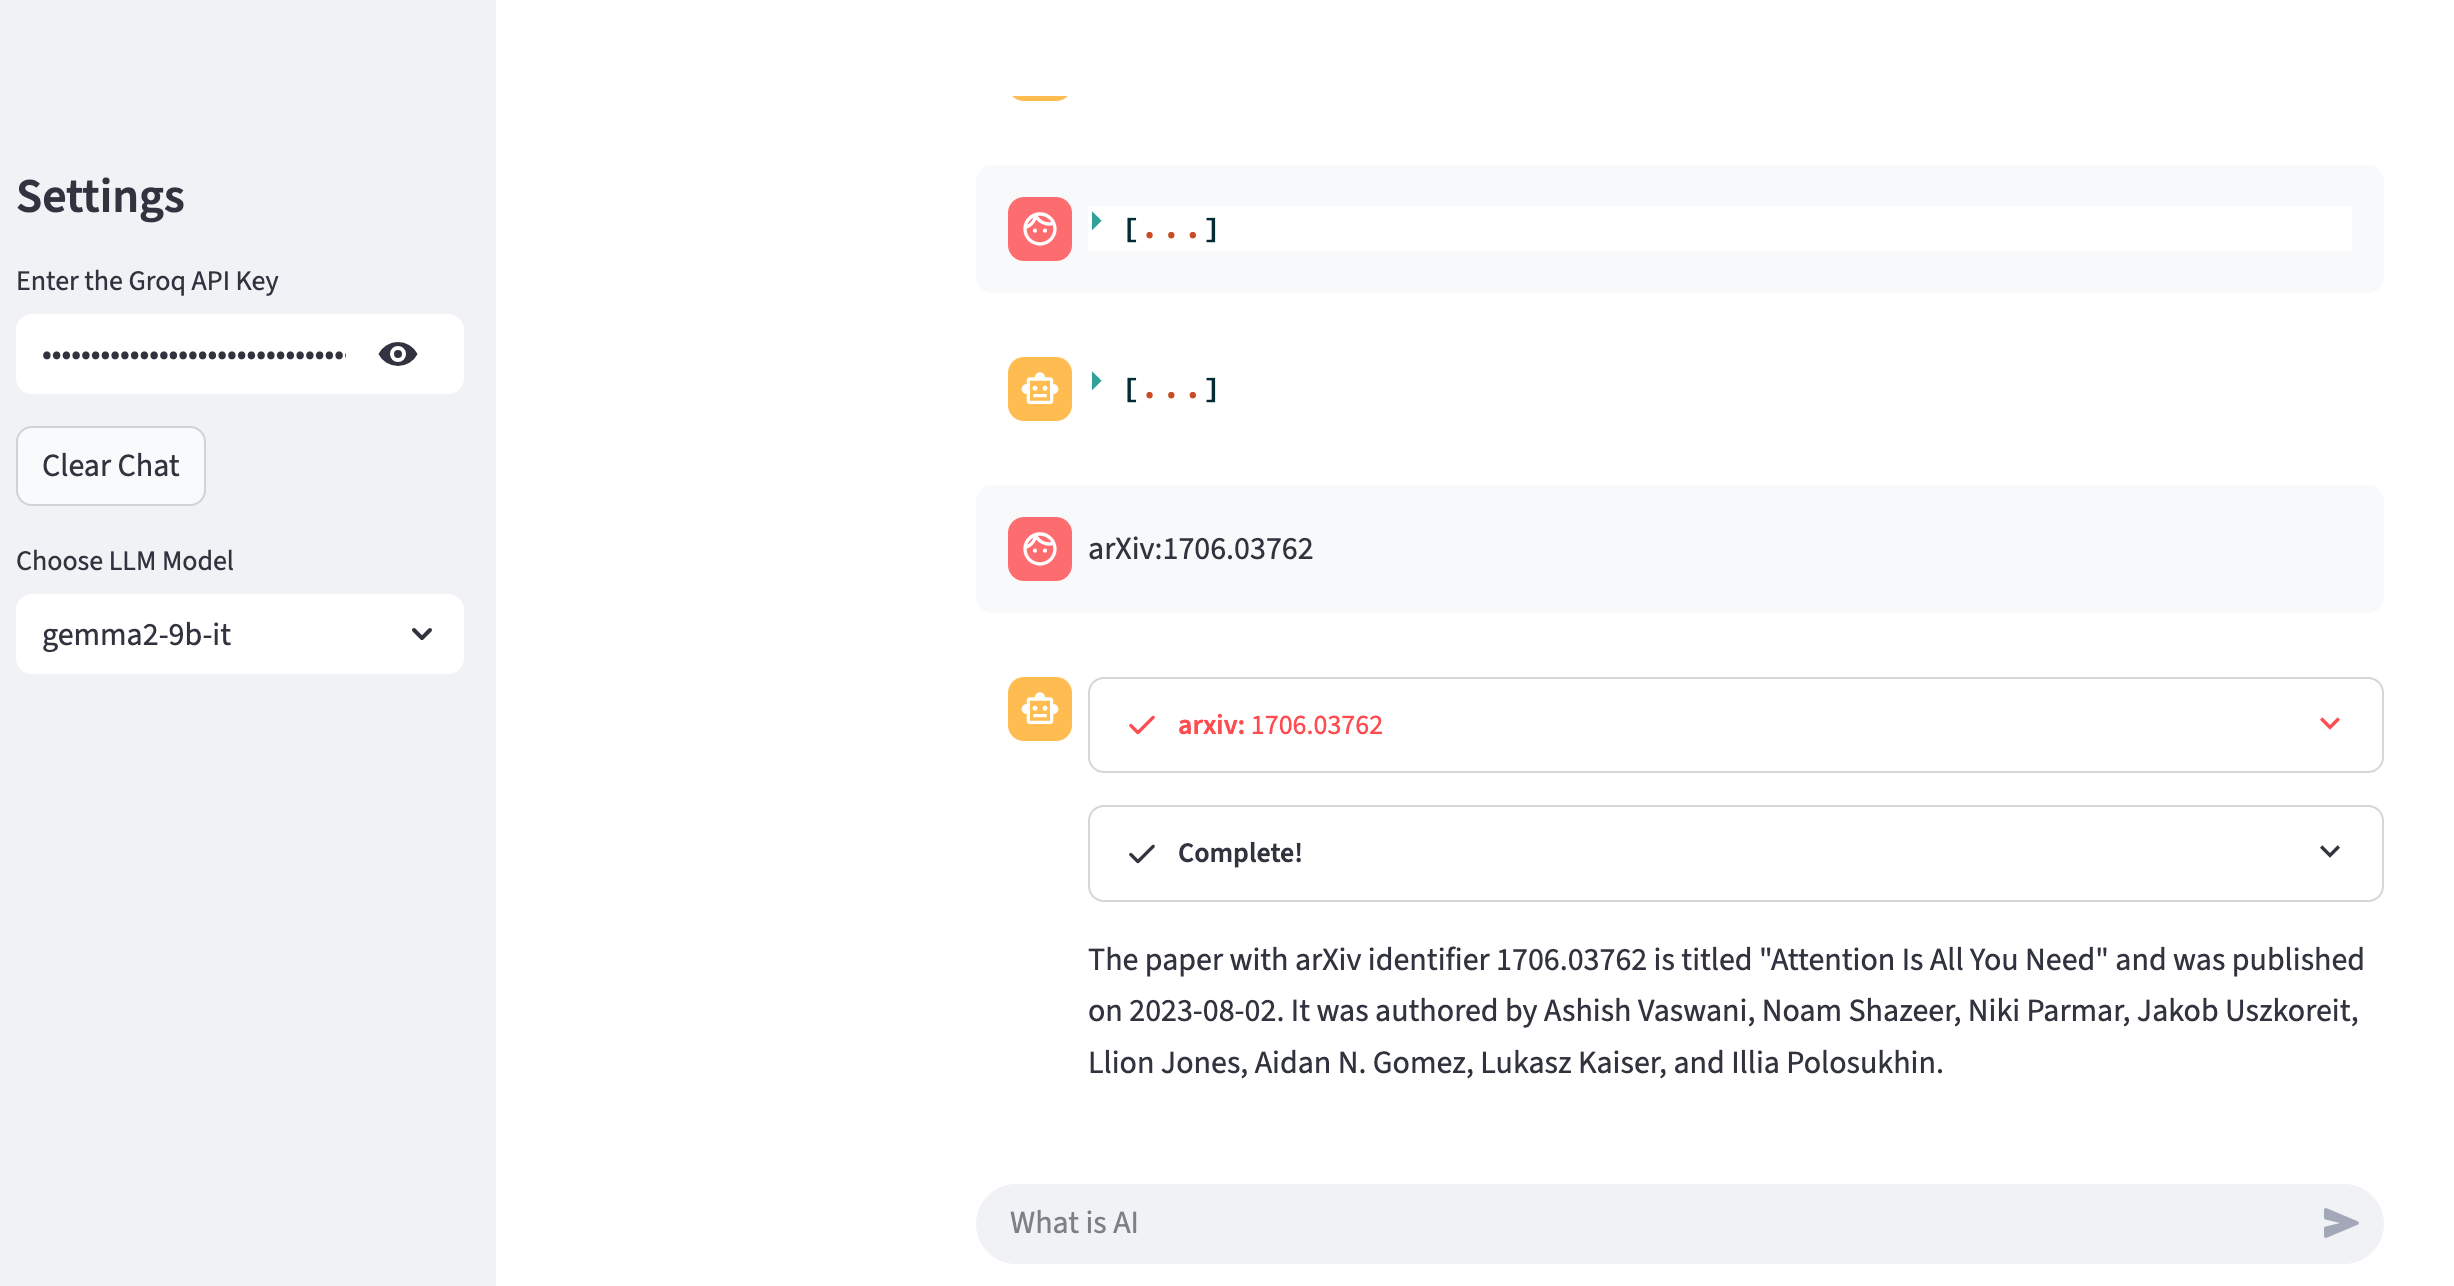 Settings
Enter the Groq API Key
••••••••••••••••••••••••••••••••
Clear Chat
Choose LLM Model
gemma2-9b-it
[...]
[...]
arXiv:1706.03762
arxiv: 1706.03762
Complete!
The paper with arXiv identifier 1706.03762 is titled "Attention Is All You Need" and was published
on 2023-08-02. It was authored by Ashish Vaswani, Noam Shazeer, Niki Parmar, Jakob Uszkoreit,
Llion Jones, Aidan N. Gomez, Lukasz Kaiser, and Illia Polosukhin.
What is AI